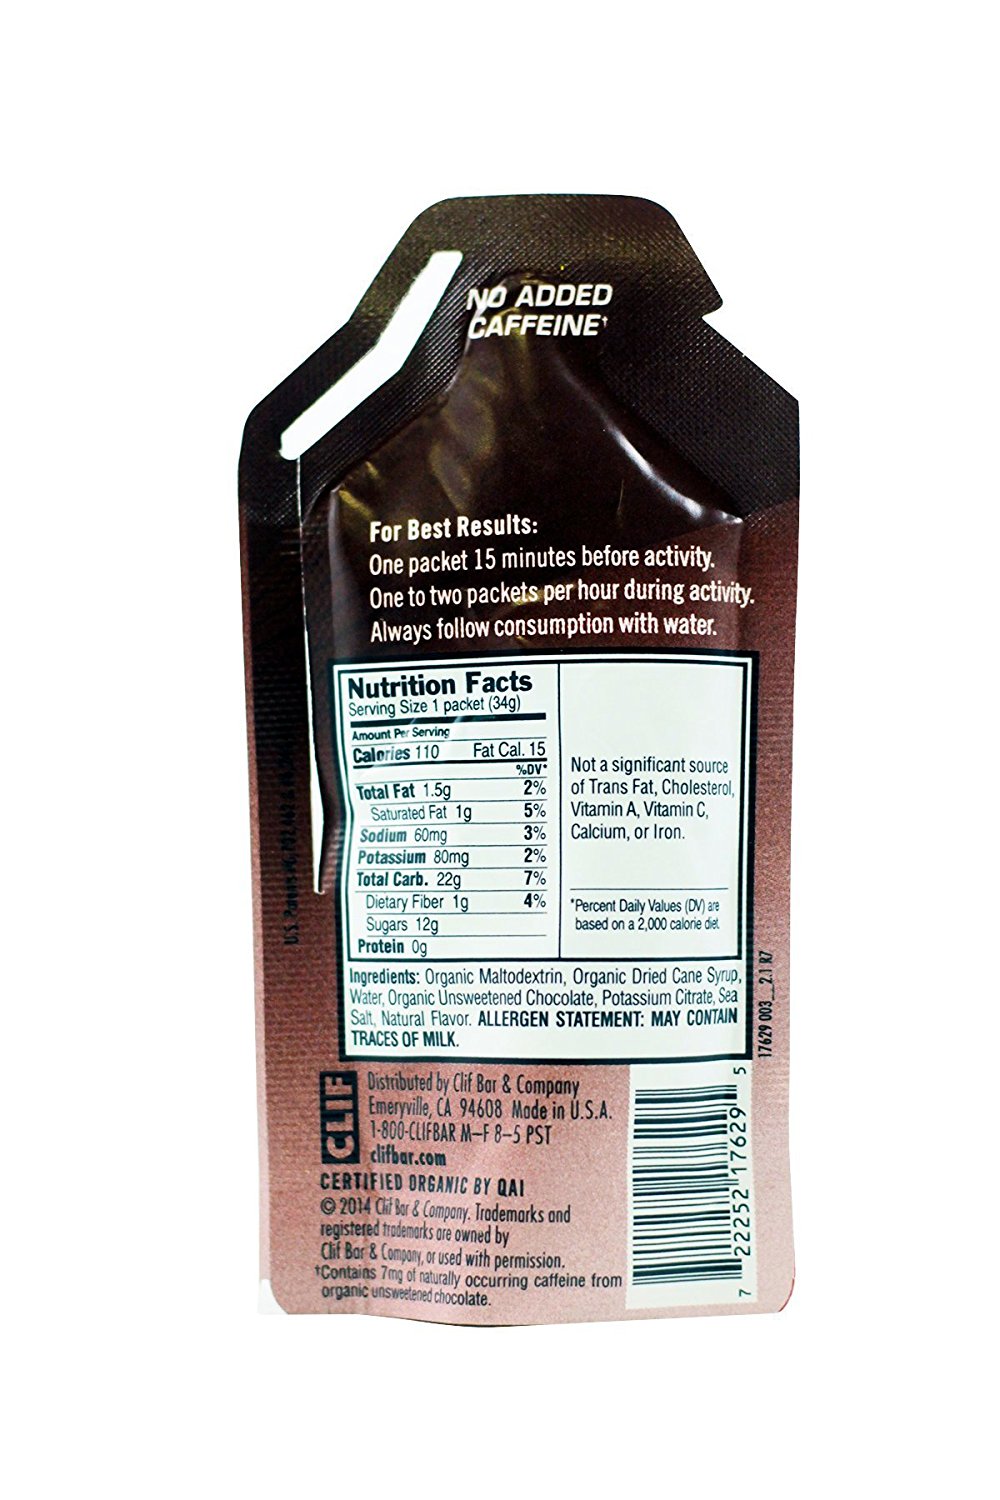 NO ADDED
CAFFEINE†
For Best Results:
One packet 15 minutes before activity.
One to two packets per hour during activity.
Always follow consumption with water.
Nutrition Facts
Serving Size 1 packet (34g)
Amount Per Serving
Calories 110 Fat Cal. 15
%DV*
Total Fat 1.5g 2%
Saturated Fat 1g 5%
Sodium 60mg 3%
Potassium 80mg 2%
Total Carb. 22g 7%
Dietary Fiber 1g 4%
Sugars 12g
Protein 0g
Not a significant source
of Trans Fat, Cholesterol,
Vitamin A, Vitamin C,
Calcium, or Iron.
*Percent Daily Values (DV) are
based on a 2,000 calorie diet.
Ingredients: Organic Maltodextrin, Organic Dried Cane Syrup,
Water, Organic Unsweetened Chocolate, Potassium Citrate, Sea
Salt, Natural Flavor. ALLERGEN STATEMENT: MAY CONTAIN
TRACES OF MILK.
CLIF
Distributed by Clif Bar & Company
Emeryville, CA 94608 Made in U.S.A.
1-800-CLIFBAR M–F 8–5 PST
clifbar.com
CERTIFIED ORGANIC BY QAI
© 2014 Clif Bar & Company. Trademarks and
registered trademarks are owned by
Clif Bar & Company, or used with permission.
†Contains 7mg of naturally occurring caffeine from
organic unsweetened chocolate.
7 22252 17629 5
17629 003__2.1 R7
U.S.